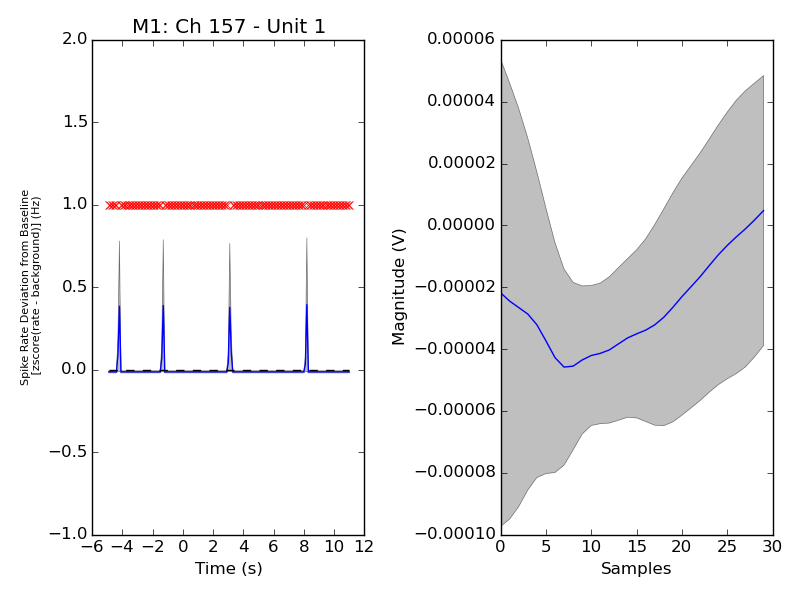 M1: Ch 157 - Unit 1
2.0
1.5
1.0
0.5
0.0
−0.5
−1.0
−6 −4 −2 0 2 4 6 8 10 12
Time (s)
Spike Rate Deviation from Baseline
[zscore(rate - background)] (Hz)
0.00006
0.00004
0.00002
0.00000
−0.00002
−0.00004
−0.00006
−0.00008
−0.00010
0 5 10 15 20 25 30
Samples
Magnitude (V)